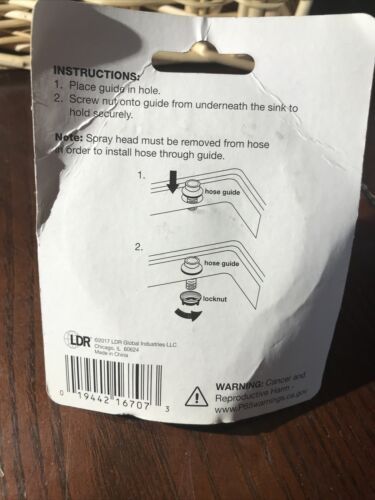 INSTRUCTIONS:
1. Place guide in hole.
2. Screw nut onto guide from underneath the sink to
hold securely.
Note: Spray head must be removed from hose
in order to install hose through guide.
1.
hose guide
2.
hose guide
locknut
LDR
©2017 LDR Global Industries LLC
Chicago, IL 60624
Made in China
0 19442 16707 3
WARNING: Cancer and
Reproductive Harm -
www.P65warnings.ca.gov